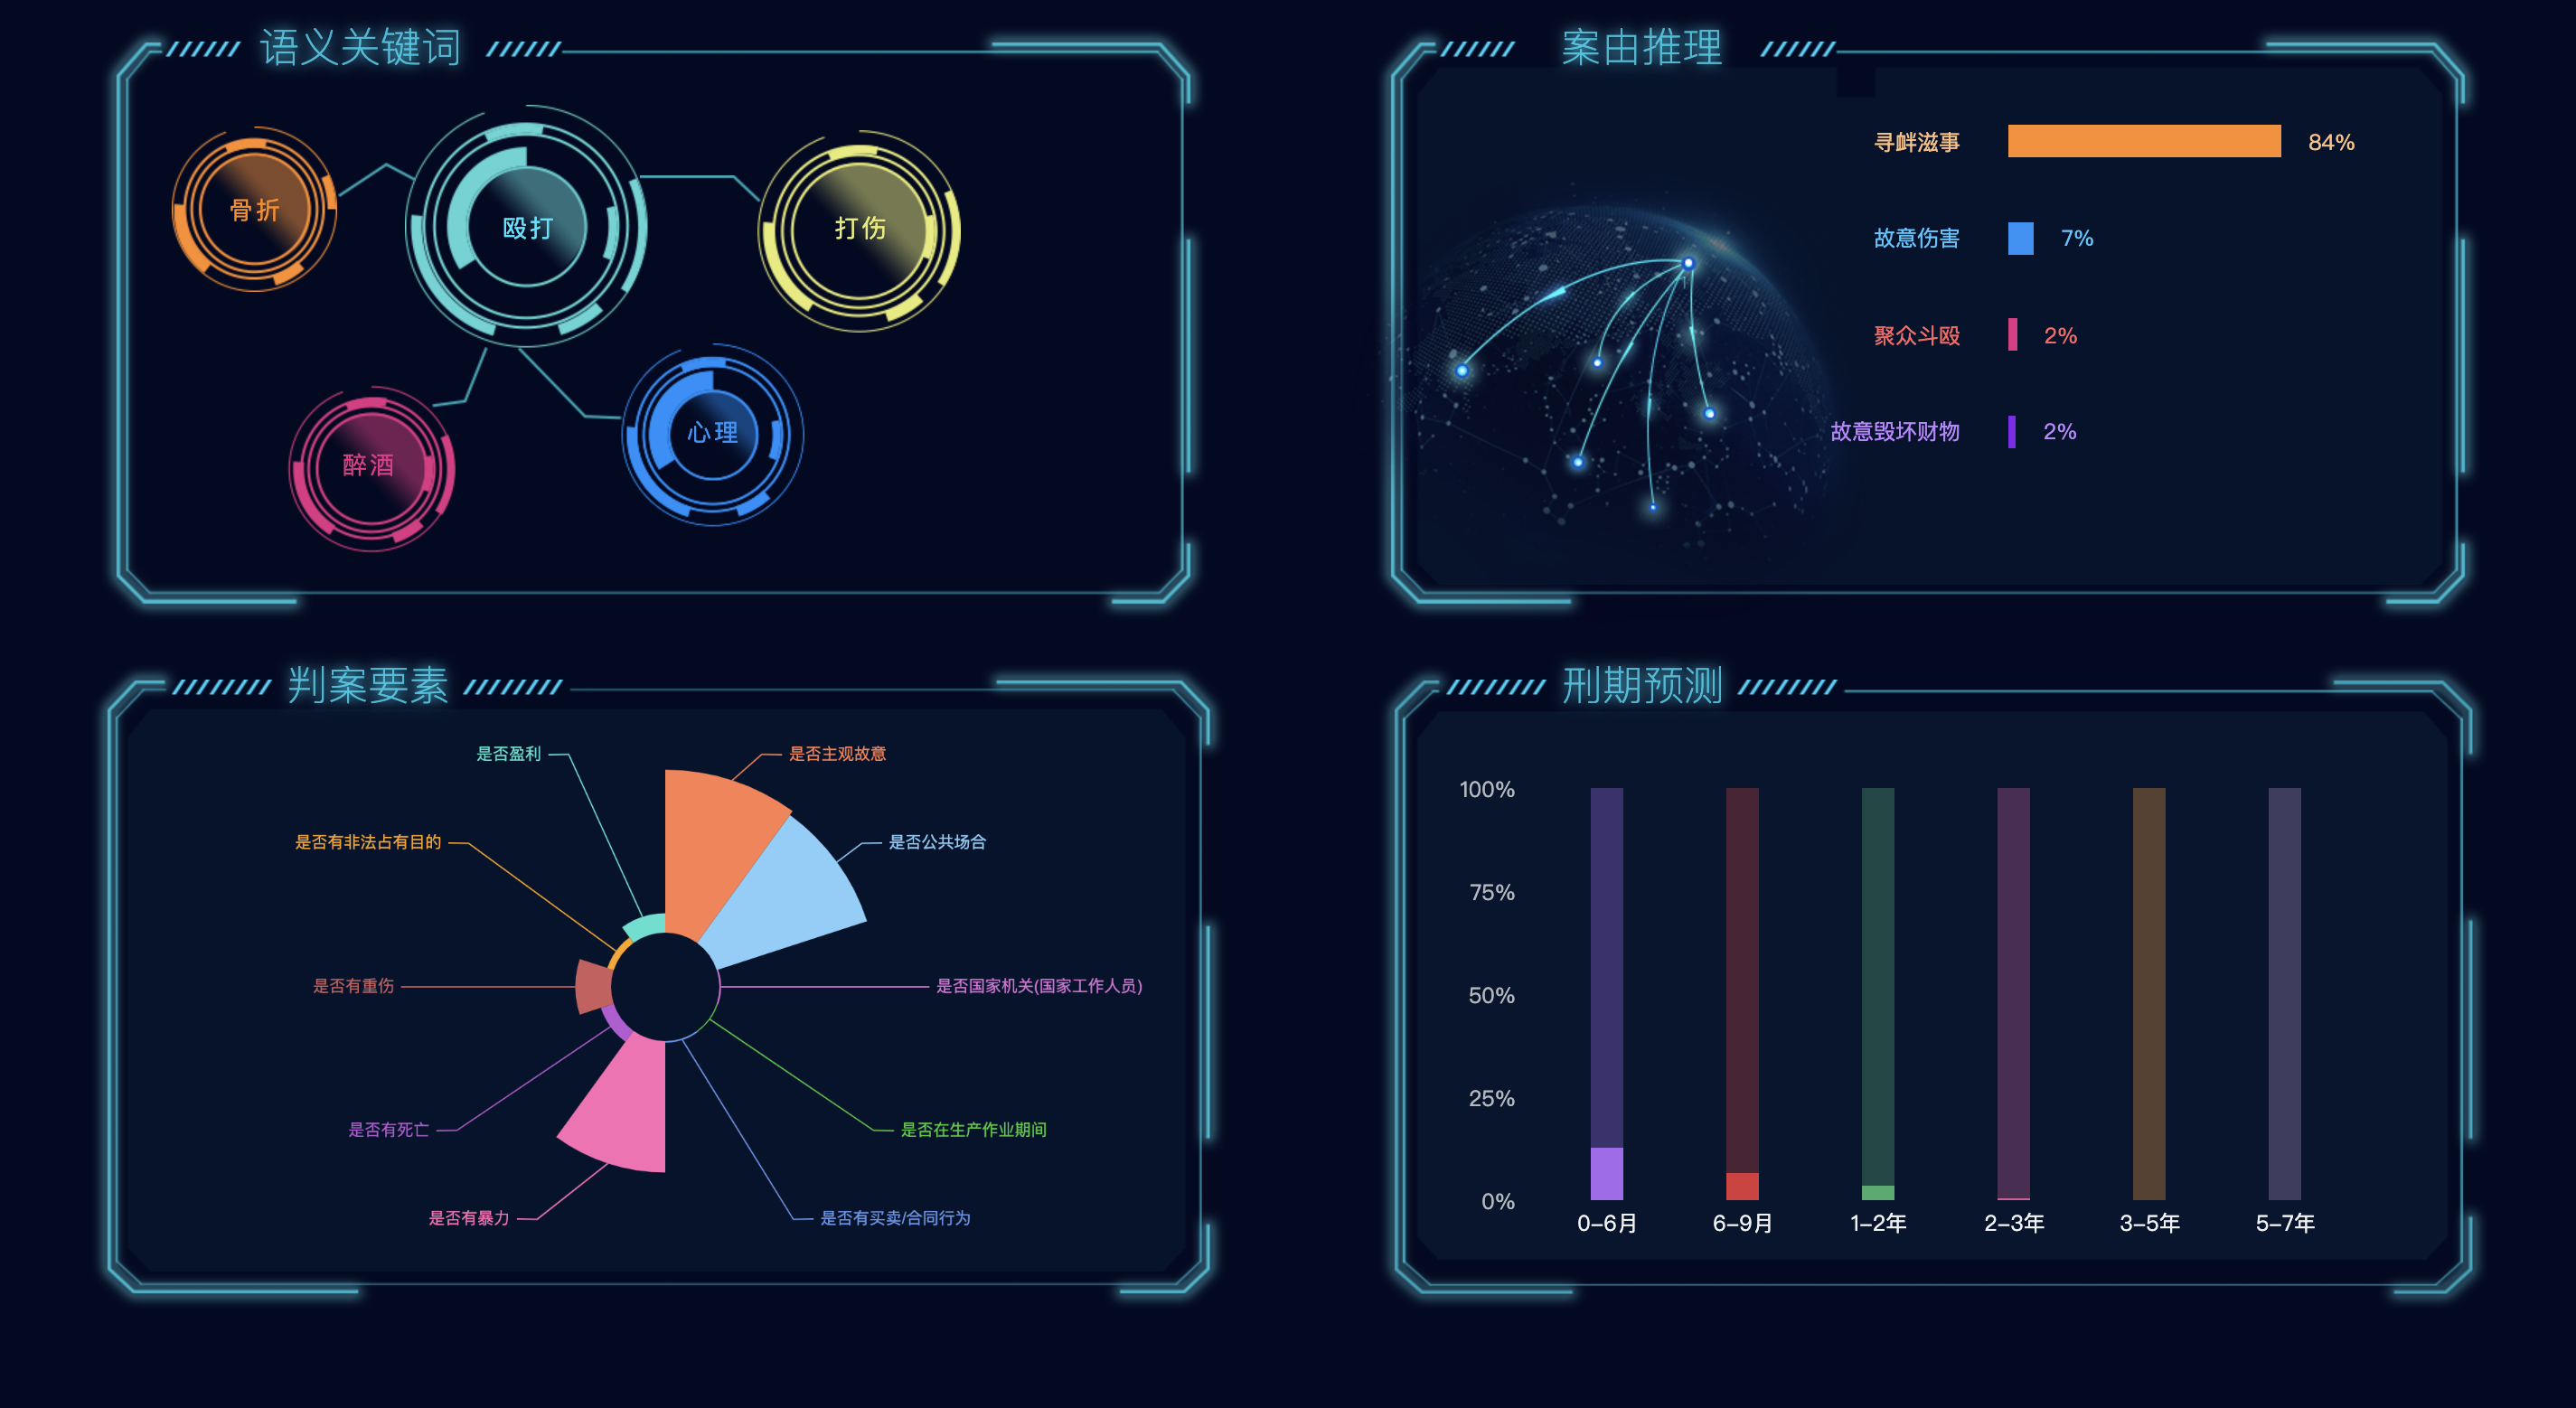 语义关键词
骨折
殴打
打伤
醉酒
心理
案由推理
寻衅滋事 84%
故意伤害 7%
聚众斗殴 2%
故意毁坏财物 2%
判案要素
是否盈利
是否主观故意
是否有非法占有目的
是否公共场合
是否有重伤
是否国家机关(国家工作人员)
是否有死亡
是否在生产作业期间
是否有暴力
是否有买卖/合同行为
刑期预测
100%
75%
50%
25%
0%
0-6月 6-9月 1-2年 2-3年 3-5年 5-7年